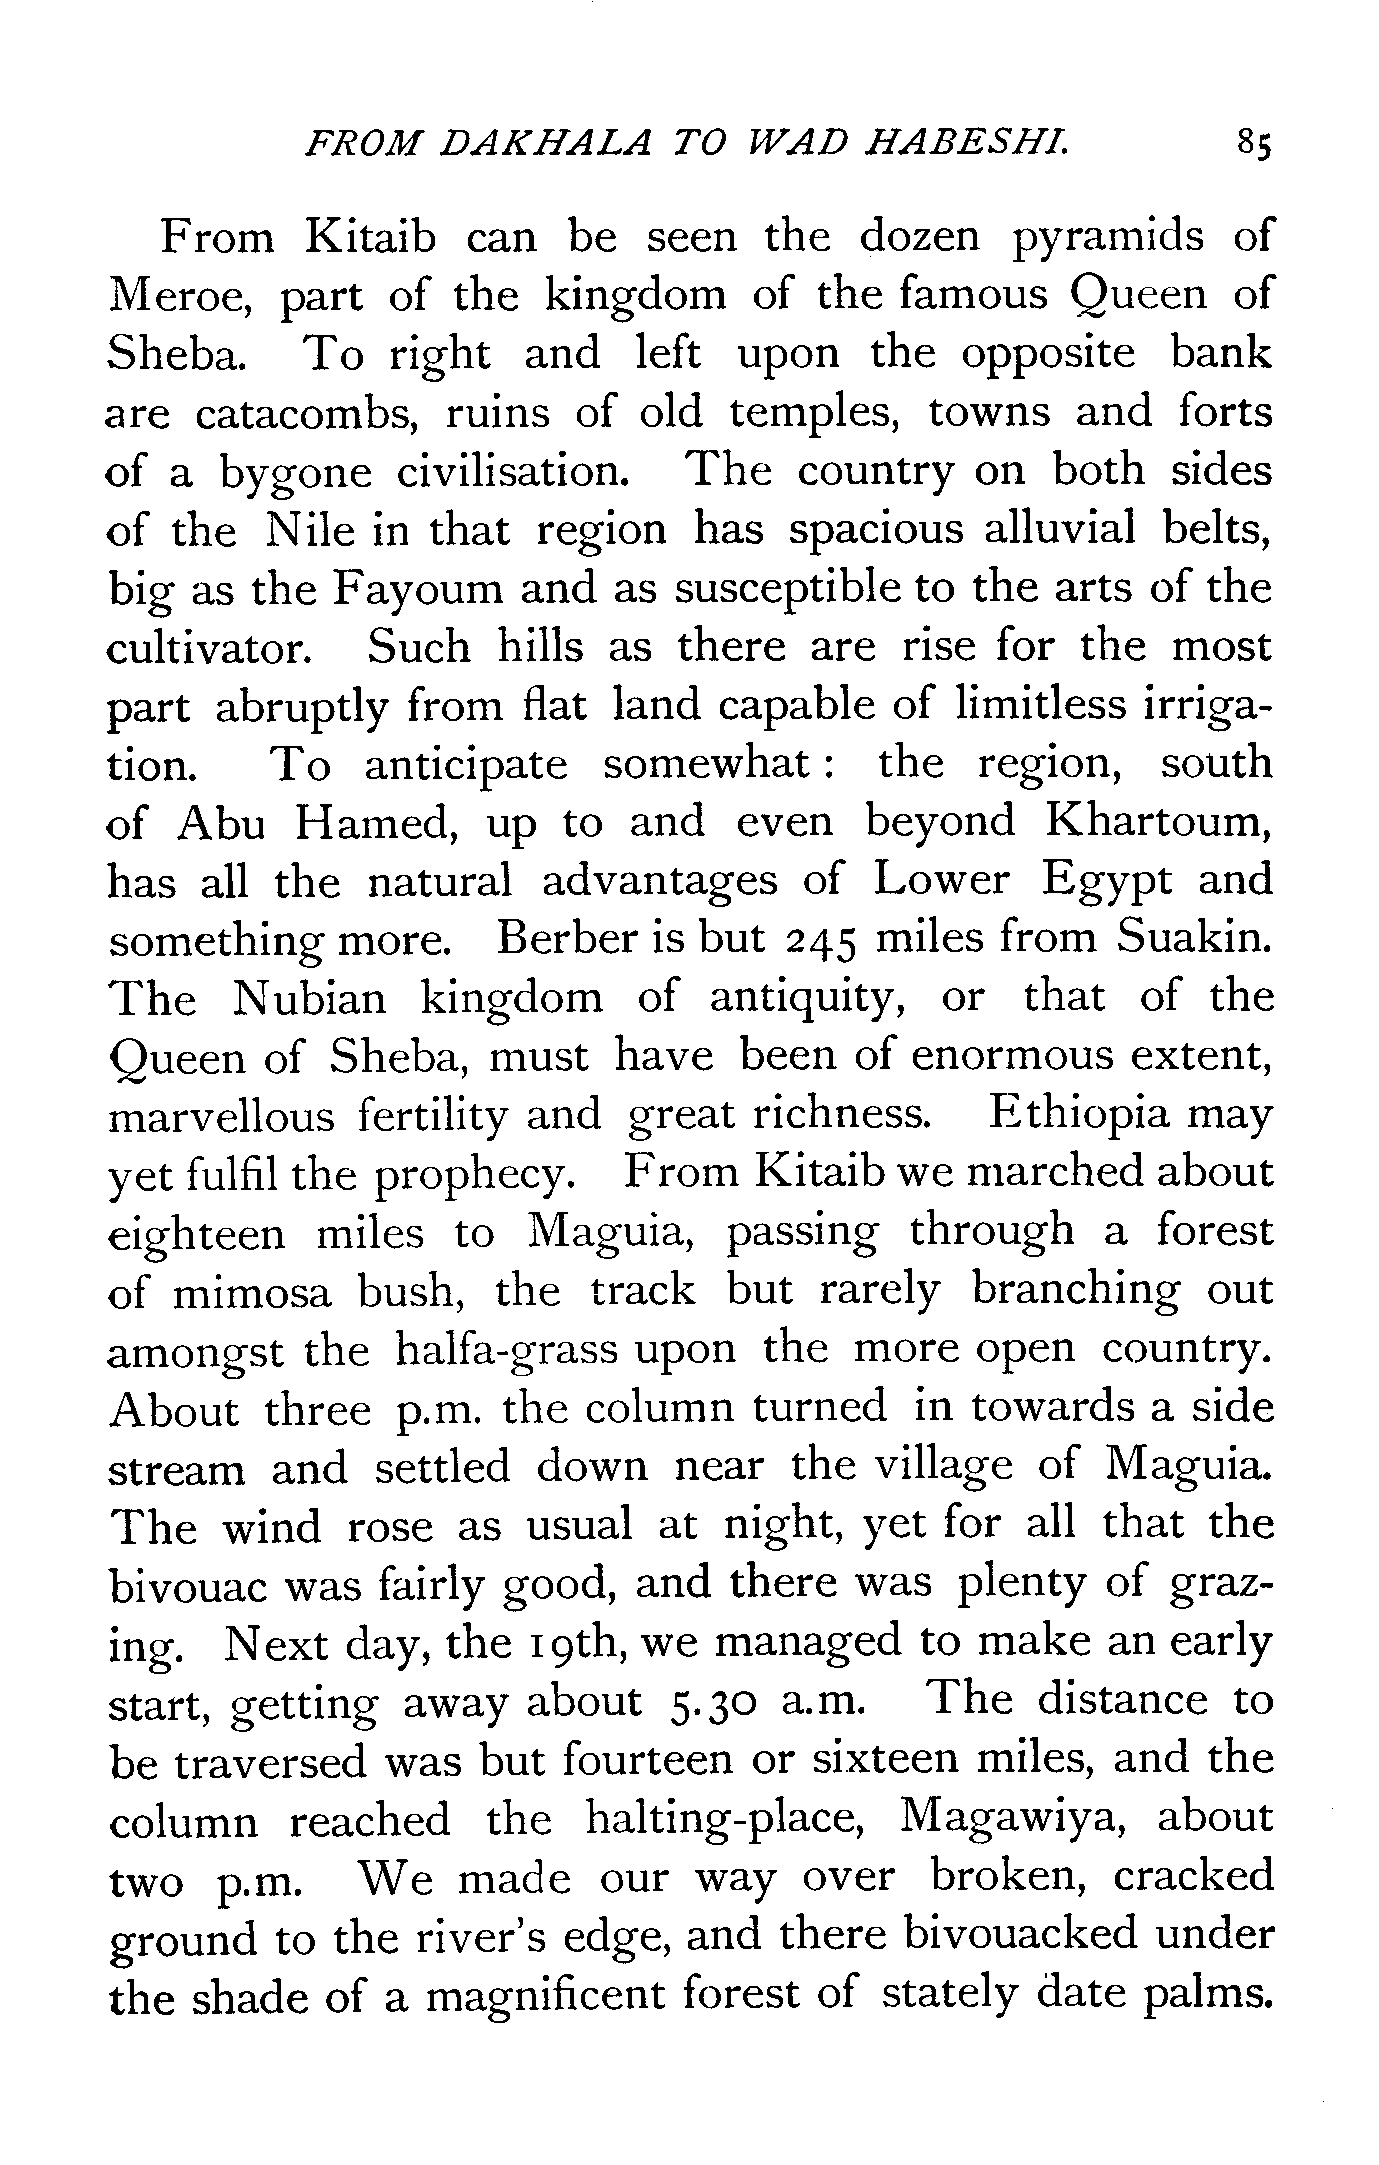 FROM DAKHALA TO WAD HABESHI. 85
From Kitaib can be seen the dozen pyramids of
Meroe, part of the kingdom of the famous Queen of
Sheba. To right and left upon the opposite bank
are catacombs, ruins of old temples, towns and forts
of a bygone civilisation. The country on both sides
of the Nile in that region has spacious alluvial belts,
big as the Fayoum and as susceptible to the arts of the
cultivator. Such hills as there are rise for the most
part abruptly from flat land capable of limitless irriga-
tion. To anticipate somewhat : the region, south
of Abu Hamed, up to and even beyond Khartoum,
has all the natural advantages of Lower Egypt and
something more. Berber is but 245 miles from Suakin.
The Nubian kingdom of antiquity, or that of the
Queen of Sheba, must have been of enormous extent,
marvellous fertility and great richness. Ethiopia may
yet fulfil the prophecy. From Kitaib we marched about
eighteen miles to Maguia, passing through a forest
of mimosa bush, the track but rarely branching out
amongst the halfa-grass upon the more open country.
About three p.m. the column turned in towards a side
stream and settled down near the village of Maguia.
The wind rose as usual at night, yet for all that the
bivouac was fairly good, and there was plenty of graz-
ing. Next day, the 19th, we managed to make an early
start, getting away about 5.30 a.m. The distance to
be traversed was but fourteen or sixteen miles, and the
column reached the halting-place, Magawiya, about
two p.m. We made our way over broken, cracked
ground to the river's edge, and there bivouacked under
the shade of a magnificent forest of stately date palms.